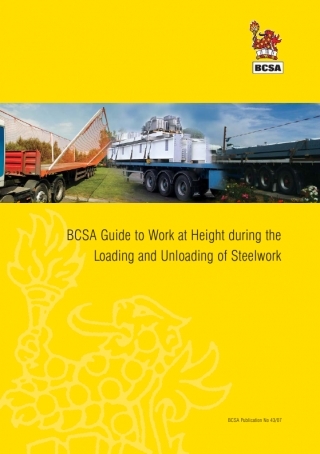 BCSA
BCSA Guide to Work at Height during the
Loading and Unloading of Steelwork
BCSA Publication No 43/07